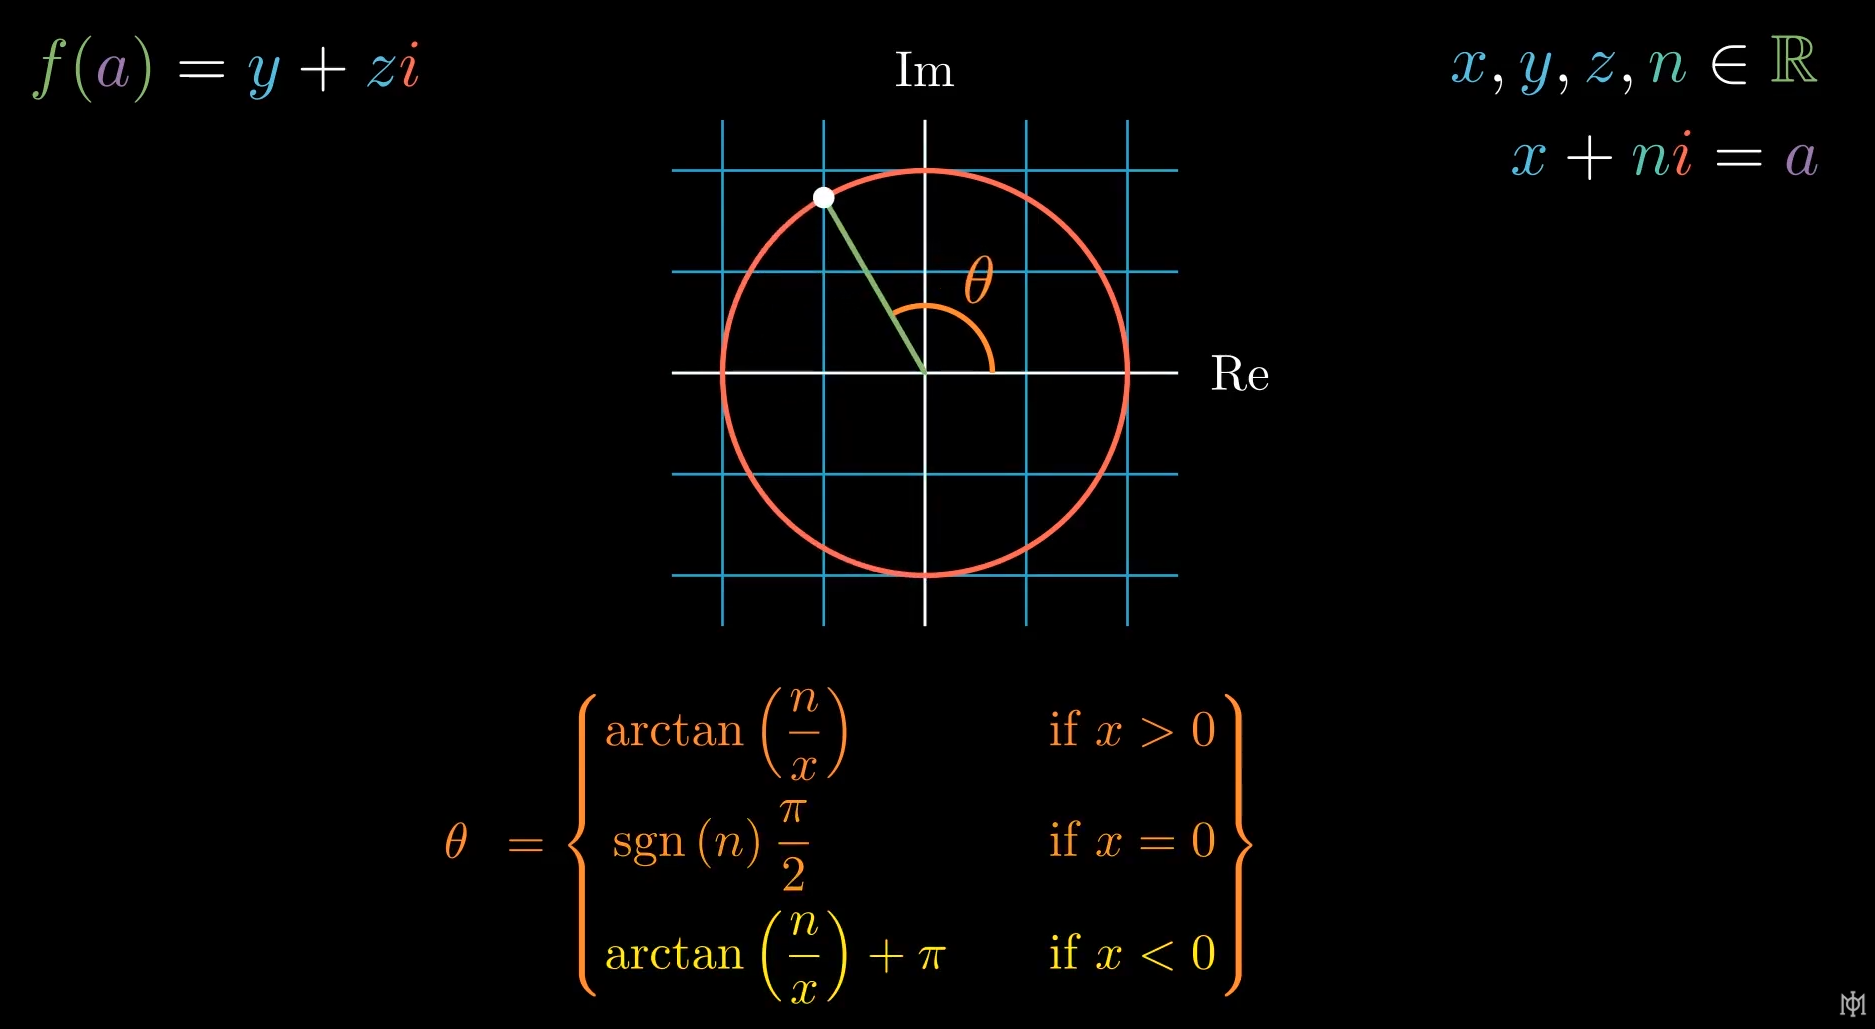 f(a) = y + zi
x, y, z, n ∈ ℝ
x + ni = a
Im
θ
Re
θ = { arctan(n/x) if x > 0
sgn(n) π/2 if x = 0
arctan(n/x) + π if x < 0 }